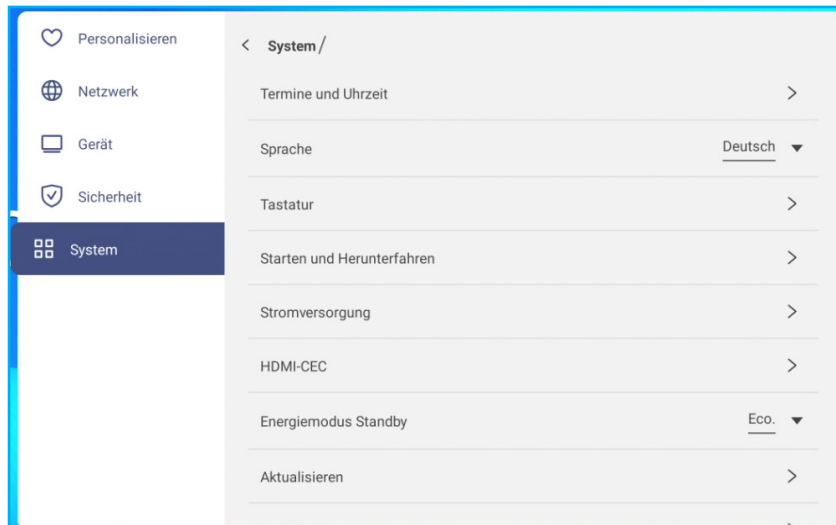 Personalisieren
Netzwerk
Gerät
Sicherheit
System
System/
Termine und Uhrzeit
Sprache Deutsch
Tastatur
Starten und Herunterfahren
Stromversorgung
HDMI-CEC
Energiemodus Standby Eco.
Aktualisieren